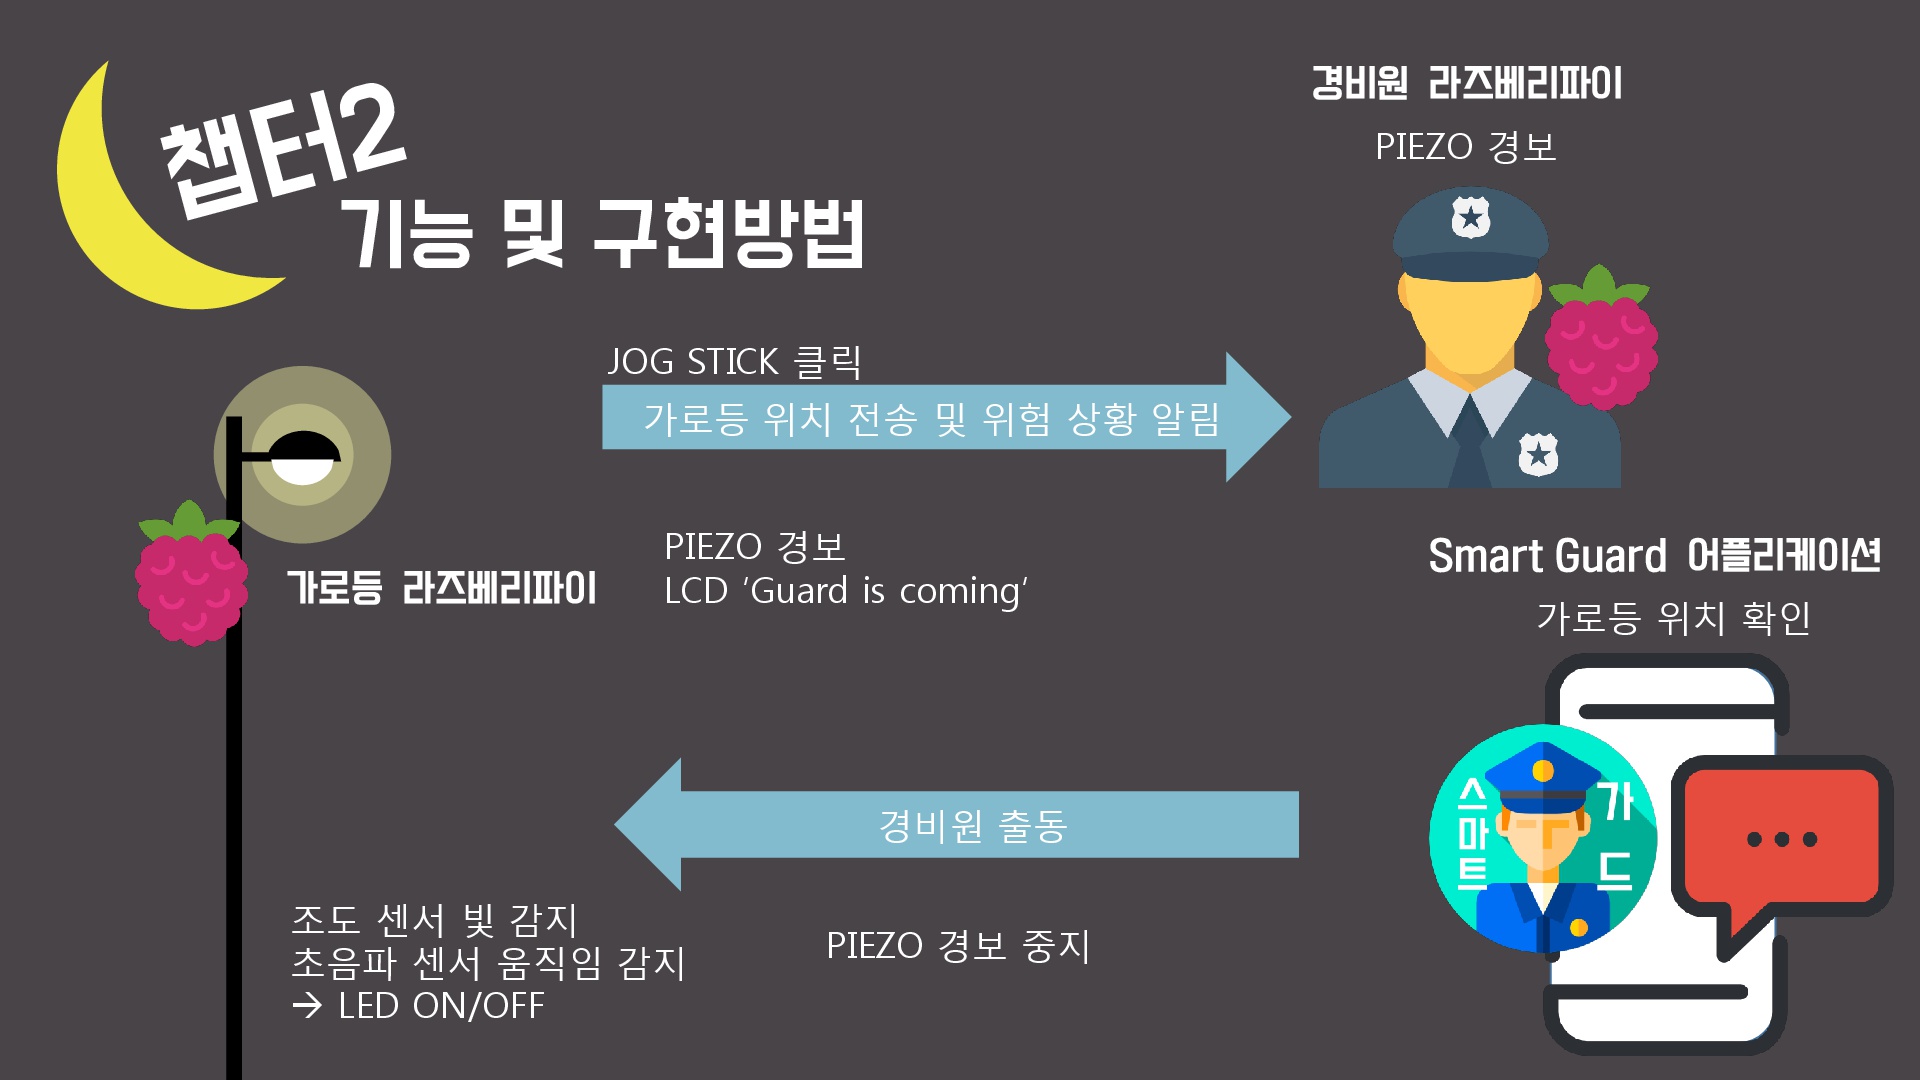 챕터2
기능 및 구현방법
경비원 라즈베리파이
PIEZO 경보
JOG STICK 클릭
가로등 위치 전송 및 위험 상황 알림
가로등 라즈베리파이
PIEZO 경보
LCD ‘Guard is coming’
Smart Guard 어플리케이션
가로등 위치 확인
스마트
가드
경비원 출동
PIEZO 경보 중지
조도 센서 빛 감지
초음파 센서 움직임 감지
→ LED ON/OFF